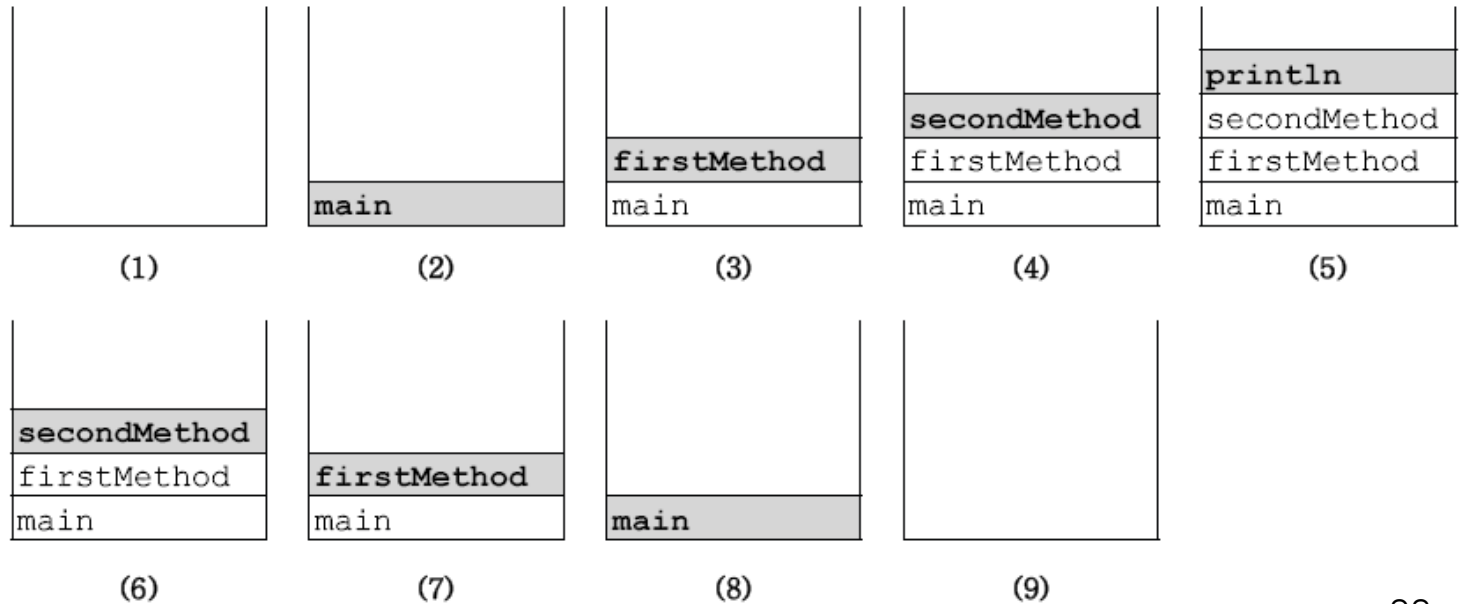 println
secondMethod secondMethod
firstMethod firstMethod firstMethod
main main main main
(1) (2) (3) (4) (5)
secondMethod
firstMethod firstMethod
main main main
(6) (7) (8) (9)